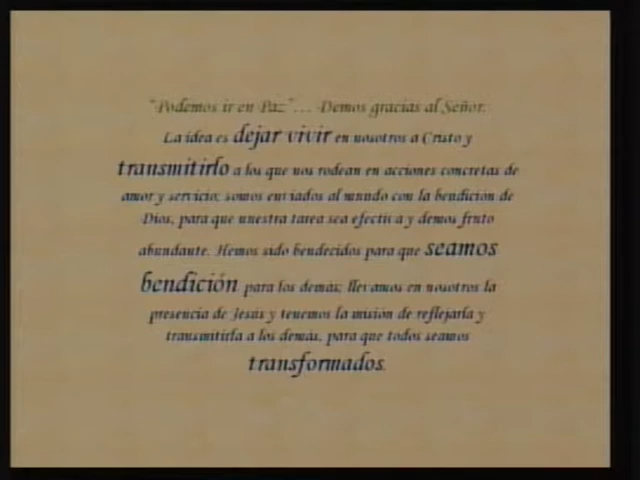 "Podemos ir en Paz"... Demos gracias al Señor.
La idea es dejar vivir en nosotros a Cristo y
transmitirlo a los que nos rodean en acciones concretas de
amor y servicio; somos enviados al mundo con la bendición de
Dios, para que nuestra tarea sea efectiva y demos fruto
abundante. Hemos sido bendecidos para que seamos
bendición para los demás; llevamos en nosotros la
presencia de Jesús y tenemos la misión de reflejarla y
transmitirla a los demás, para que todos seamos
transformados.